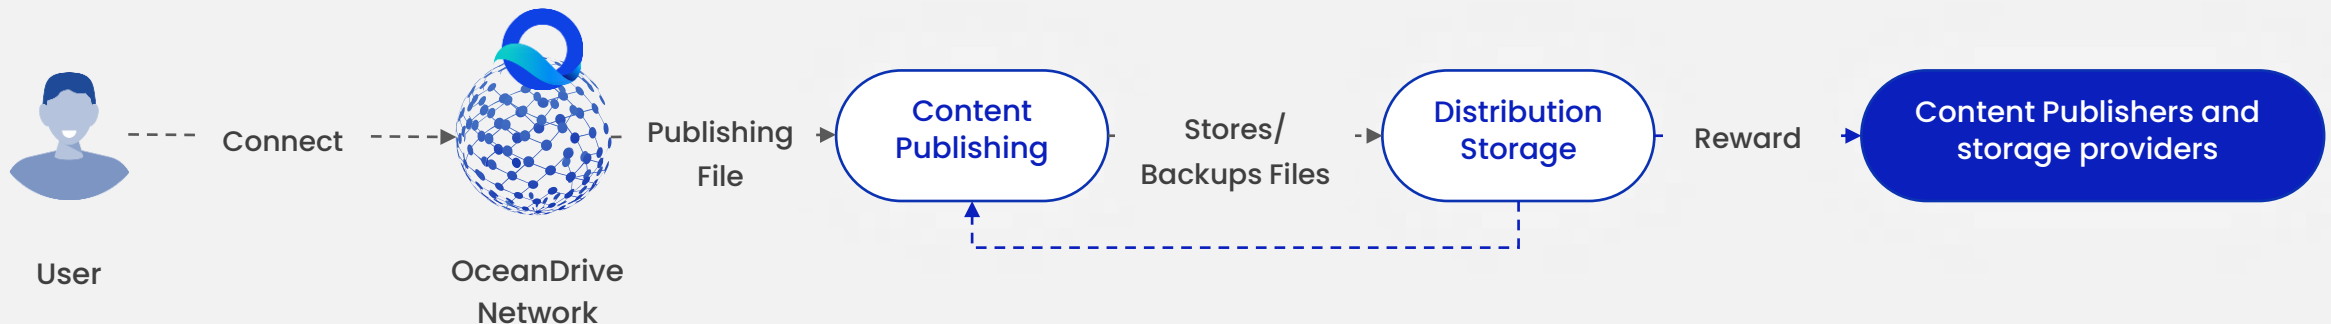 User
Connect
OceanDrive
Network
Publishing
File
Content
Publishing
Stores/
Backups Files
Distribution
Storage
Reward
Content Publishers and
storage providers